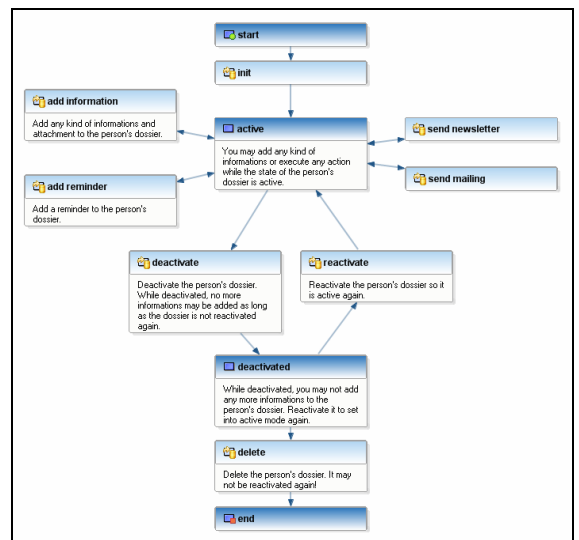 start
init
add information
Add any kind of informations and
attachment to the person's dossier.
active
You may add any kind of
informations or execute any action
while the state of the person's
dossier is active.
send newsletter
send mailing
add reminder
Add a reminder to the person's
dossier.
deactivate
Deactivate the person's dossier.
While deactivated, no more
informations may be added as long
as the dossier is not reactivated
again.
reactivate
Reactivate the person's dossier so it
is active again.
deactivated
While deactivated, you may not add
any more informations to the
person's dossier. Reactivate it to set
into active mode again.
delete
Delete the person's dossier. It may
not be reactivated again!
end